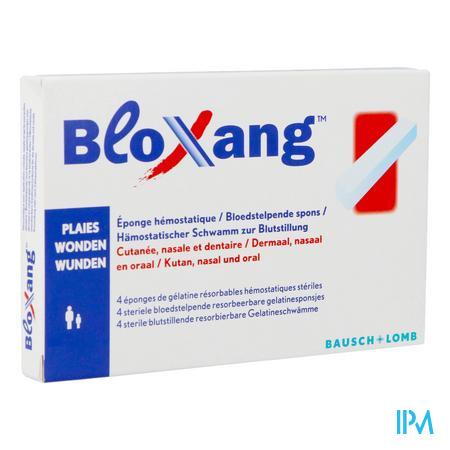 BloXang™
PLAIES
WONDEN
WUNDEN
Éponge hémostatique / Bloedstelpende spons /
Hämostatischer Schwamm zur Blutstillung
Cutanée, nasale et dentaire / Dermaal, nasaal
en oraal / Kutan, nasal und oral
4 éponges de gélatine résorbables hémostatiques stériles
4 steriele bloedstelpende resorbeerbare gelatinesponsjes
4 sterile blutstillende resorbierbare Gelatineschwämme
BAUSCH + LOMB
BloXang™
IPM